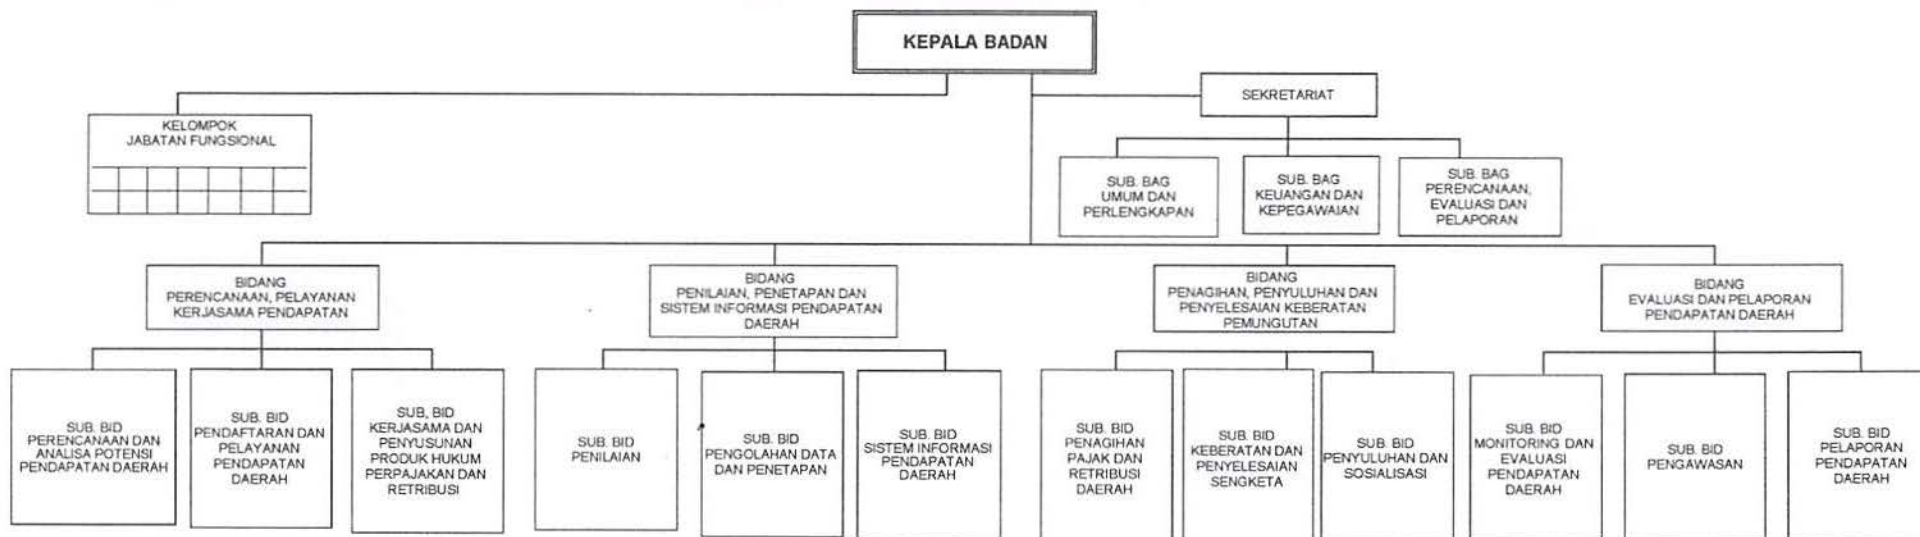 KEPALA BADAN
SEKRETARIAT
KELOMPOK
JABATAN FUNGSIONAL
SUB. BAG
UMUM DAN
PERLENGKAPAN
SUB. BAG
KEUANGAN DAN
KEPEGAWAIAN
SUB. BAG
PERENCANAAN,
EVALUASI DAN
PELAPORAN
BIDANG
PERENCANAAN, PELAYANAN
KERJASAMA PENDAPATAN
BIDANG
PENILAIAN, PENETAPAN DAN
SISTEM INFORMASI PENDAPATAN
DAERAH
BIDANG
PENAGIHAN, PENYULUHAN DAN
PENYELESAIAN KEBERATAN
PEMUNGUTAN
BIDANG
EVALUASI DAN PELAPORAN
PENDAPATAN DAERAH
SUB. BID
PERENCANAAN DAN
ANALISA POTENSI
PENDAPATAN DAERAH
SUB. BID
PENDAFTARAN DAN
PELAYANAN
PENDAPATAN
DAERAH
SUB, BID
KERJASAMA DAN
PENYUSUNAN
PRODUK HUKUM
PERPAJAKAN DAN
RETRIBUSI
SUB. BID
PENILAIAN
SUB. BID
PENGOLAHAN DATA
DAN PENETAPAN
SUB. BID
SISTEM INFORMASI
PENDAPATAN
DAERAH
SUB. BID
PENAGIHAN
PAJAK DAN
RETRIBUSI
DAERAH
SUB. BID
KEBERATAN DAN
PENYELESAIAN
SENGKETA
SUB. BID
PENYULUHAN DAN
SOSIALISASI
SUB. BID
MONITORING DAN
EVALUASI
PENDAPATAN
DAERAH
SUB. BID
PENGAWASAN
SUB. BID
PELAPORAN
PENDAPATAN
DAERAH